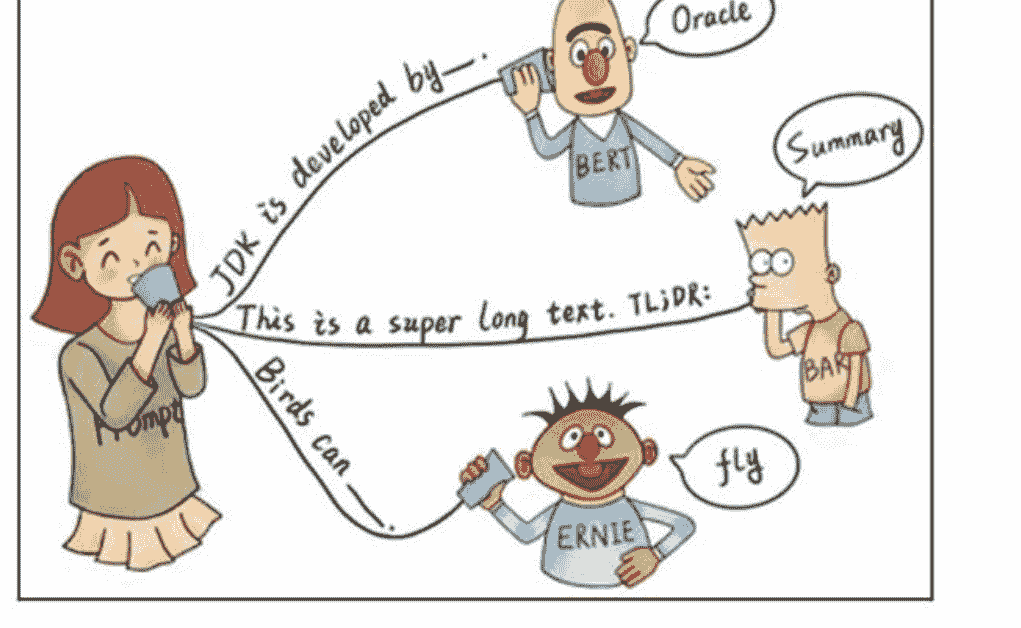 Oracle
JDK is developed by —.
BERT
Summary
This is a super long text. TL;DR:
BAR
Prompt
Birds can —.
fly
ERNIE